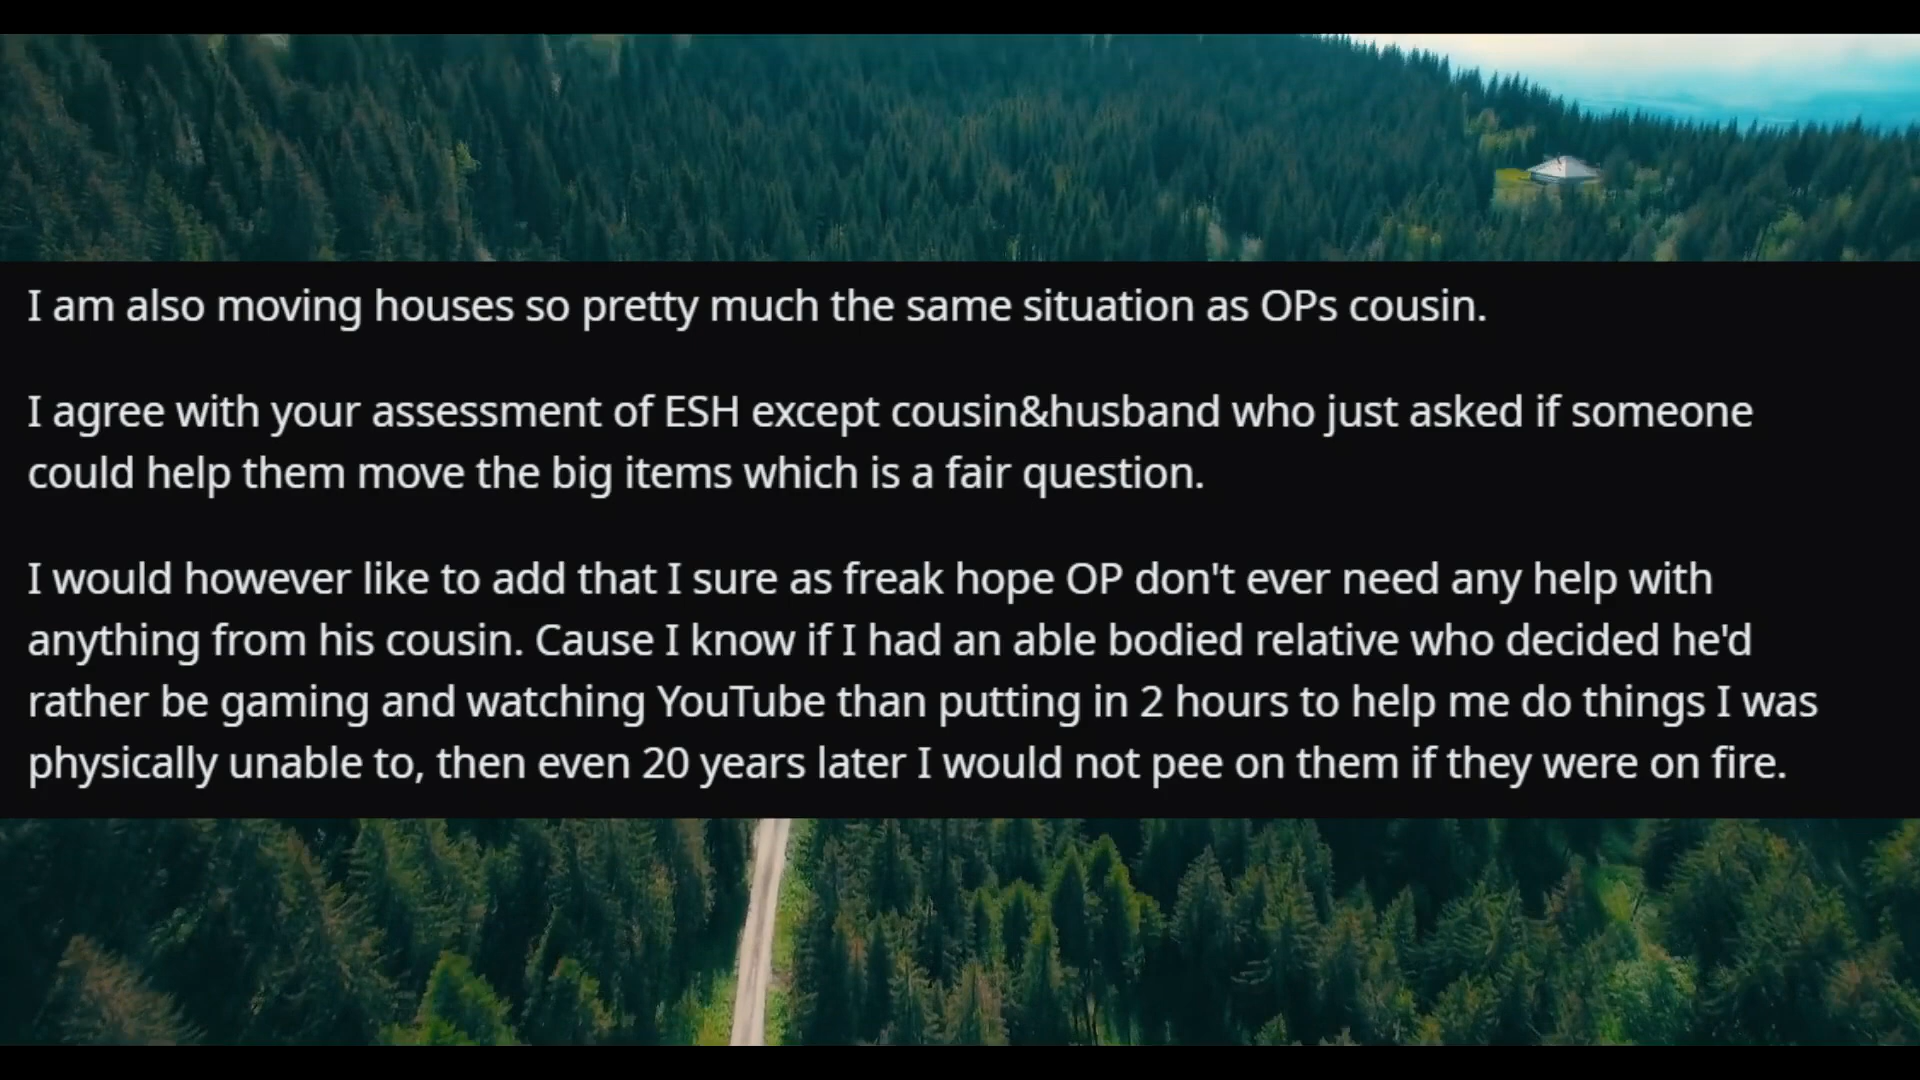 I am also moving houses so pretty much the same situation as OPs cousin.
I agree with your assessment of ESH except cousin&husband who just asked if someone
could help them move the big items which is a fair question.
I would however like to add that I sure as freak hope OP don't ever need any help with
anything from his cousin. Cause I know if I had an able bodied relative who decided he'd
rather be gaming and watching YouTube than putting in 2 hours to help me do things I was
physically unable to, then even 20 years later I would not pee on them if they were on fire.